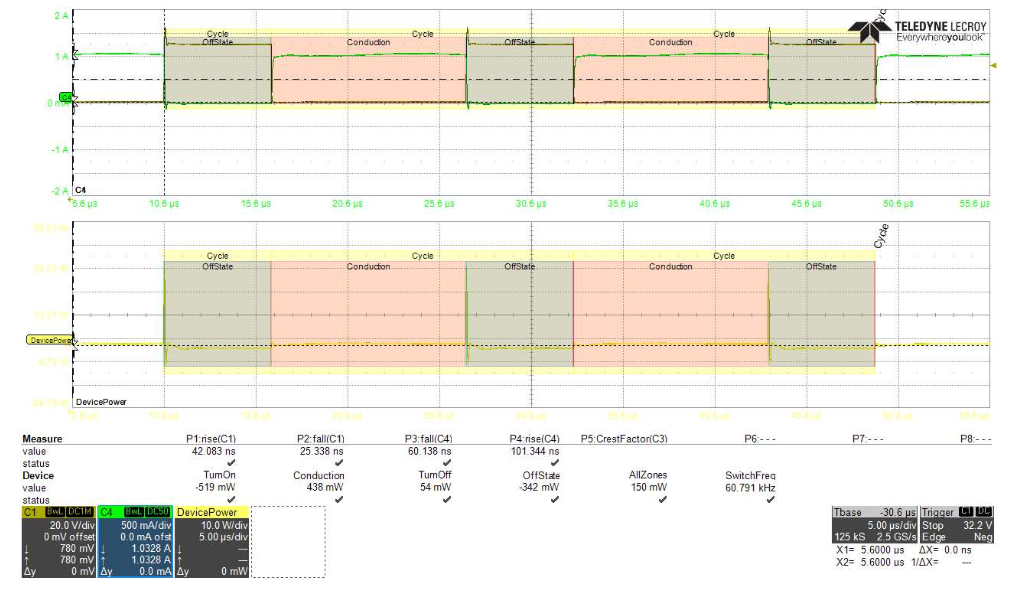 2 A
Cycle Cycle Cycle
OffState Conduction OffState Conduction OffState
TELEDYNE LECROY
Everywhereyoulook™
1 A
C4
0 mA
-1 A
-2 A
C4
5.6 µs 10.6 µs 15.6 µs 20.6 µs 25.6 µs 30.6 µs 35.6 µs 40.6 µs 45.6 µs 50.6 µs 55.6 µs
Cycle
Cycle Cycle Cycle
OffState Conduction OffState Conduction OffState
DevicePower
Measure P1:rise(C1) P2:fall(C1) P3:fall(C4) P4:rise(C4) P5:CrestFactor(C3) P6:- - - P7:- - - P8:- - -
value 42.083 ns 25.338 ns 60.138 ns 101.344 ns
status
Device TurnOn Conduction TurnOff OffState AllZones SwitchFreq
value -519 mW 438 mW 54 mW -342 mW 150 mW 60.791 kHz
status
C1 BwL DC1M C4 BwL DC50 DevicePower Tbase -30.6 µs Trigger C1 DC
20.0 V/div 500 mA/div 10.0 W/div 5.00 µs/div Stop 32.2 V
0 mV offset 0.0 mA ofst 5.00 µs/div 125 kS 2.5 GS/s Edge Neg
↓ 780 mV ↓ 1.0328 A ↓ --- X1= 5.6000 µs ΔX= 0.0 ns
↑ 780 mV ↑ 1.0328 A ↑ --- X2= 5.6000 µs 1/ΔX= ---
Δy 0 mV Δy 0.0 mA Δy 0 mW